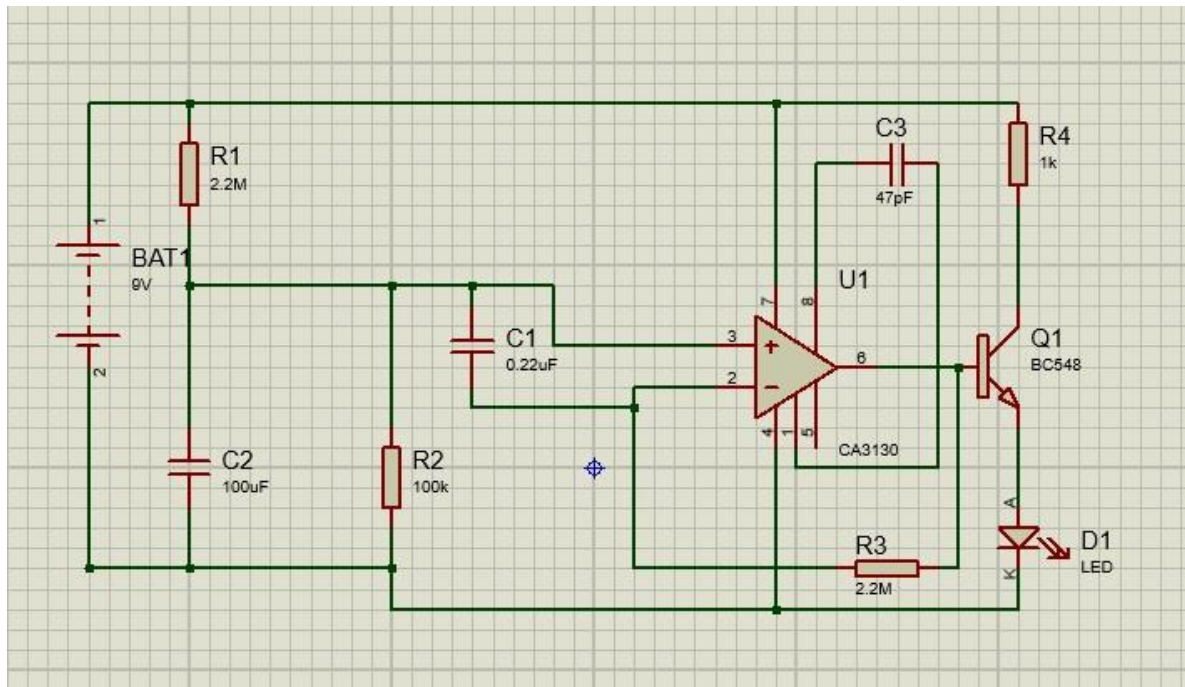 C3
47pF
R4
1k
R1
2.2M
1
BAT1
9V
2
U1
7
8
C1
0.22uF
3
+
2
−
6
Q1
BC548
4
1
5
CA3130
C2
100uF
R2
100k
A
R3
2.2M
D1
LED
K